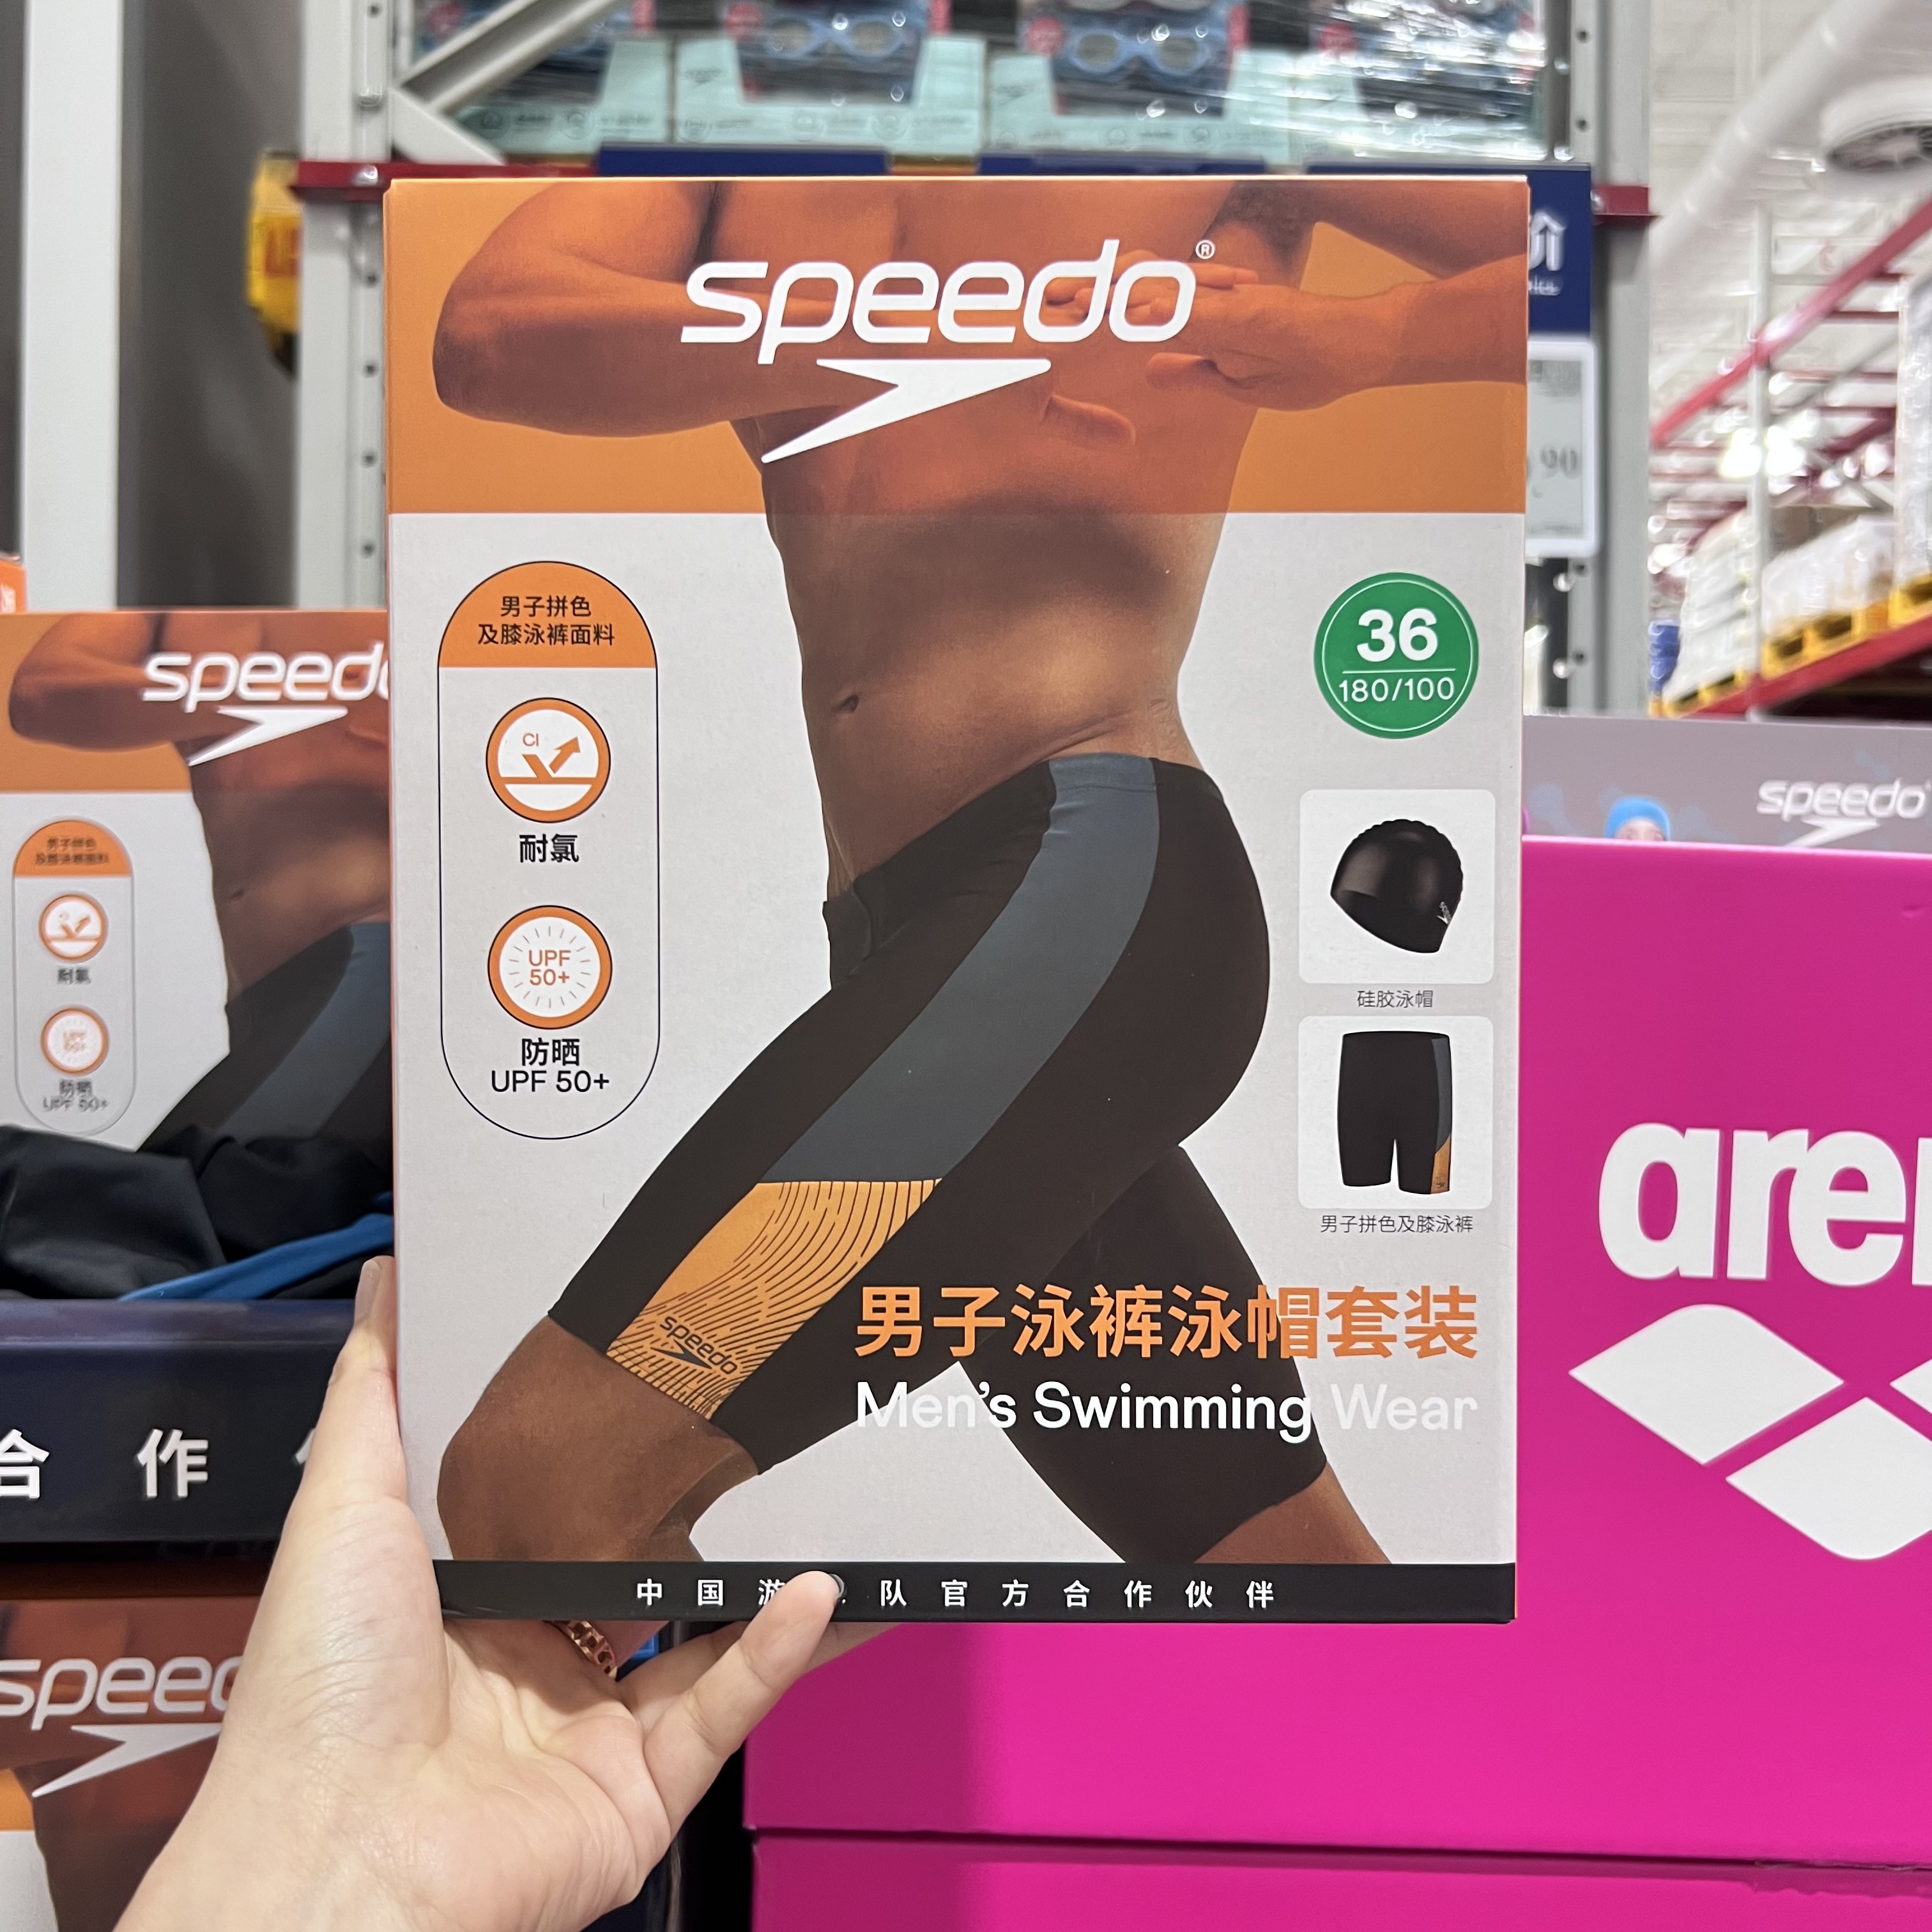 speedo®
男子拼色
及膝泳裤面料
Cl
耐氯
UPF
50+
防晒
UPF 50+
36
180/100
硅胶泳帽
男子拼色及膝泳裤
speedo
男子泳裤泳帽套装
Men's Swimming Wear
中国游 队官方合作伙伴
speedo
男子拼色
及膝泳裤面料
耐氯
UPF
50+
防晒
UPF 50+
合作
speedo
speedo
aren
.90